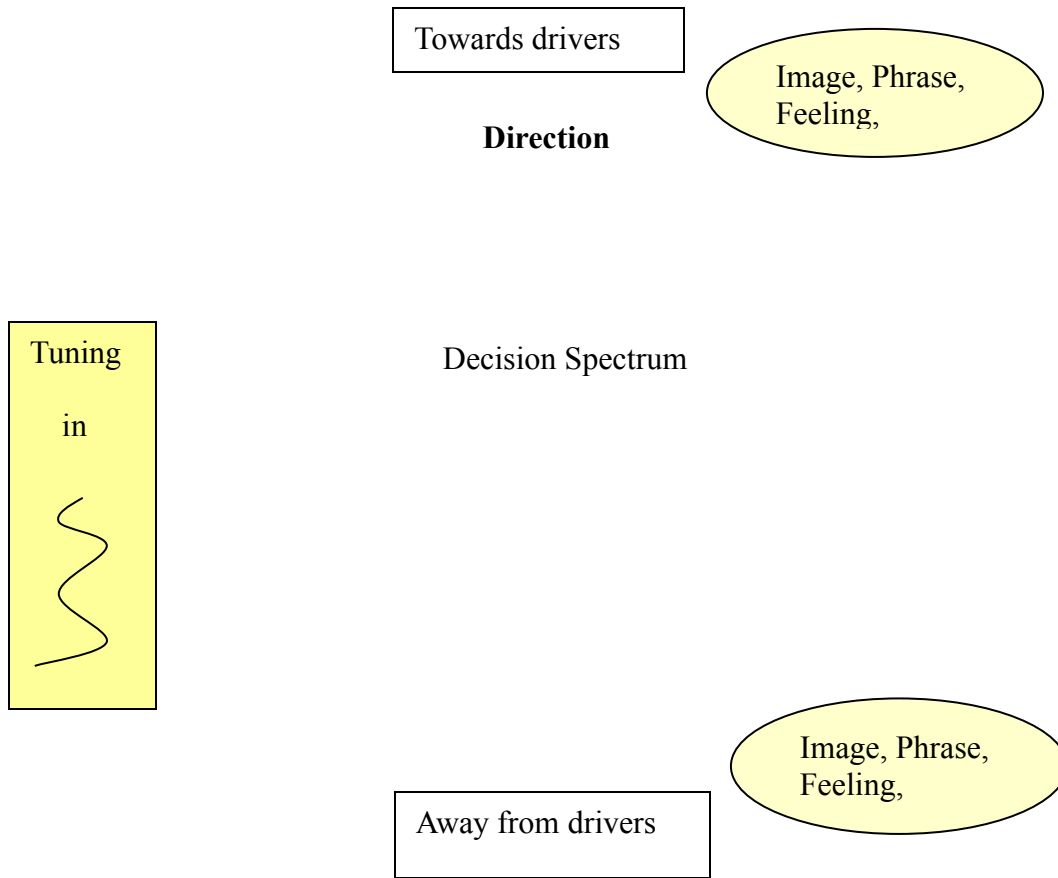 Towards drivers
Image, Phrase,
Feeling,
Direction
Tuning
in
Decision Spectrum
Image, Phrase,
Feeling,
Away from drivers